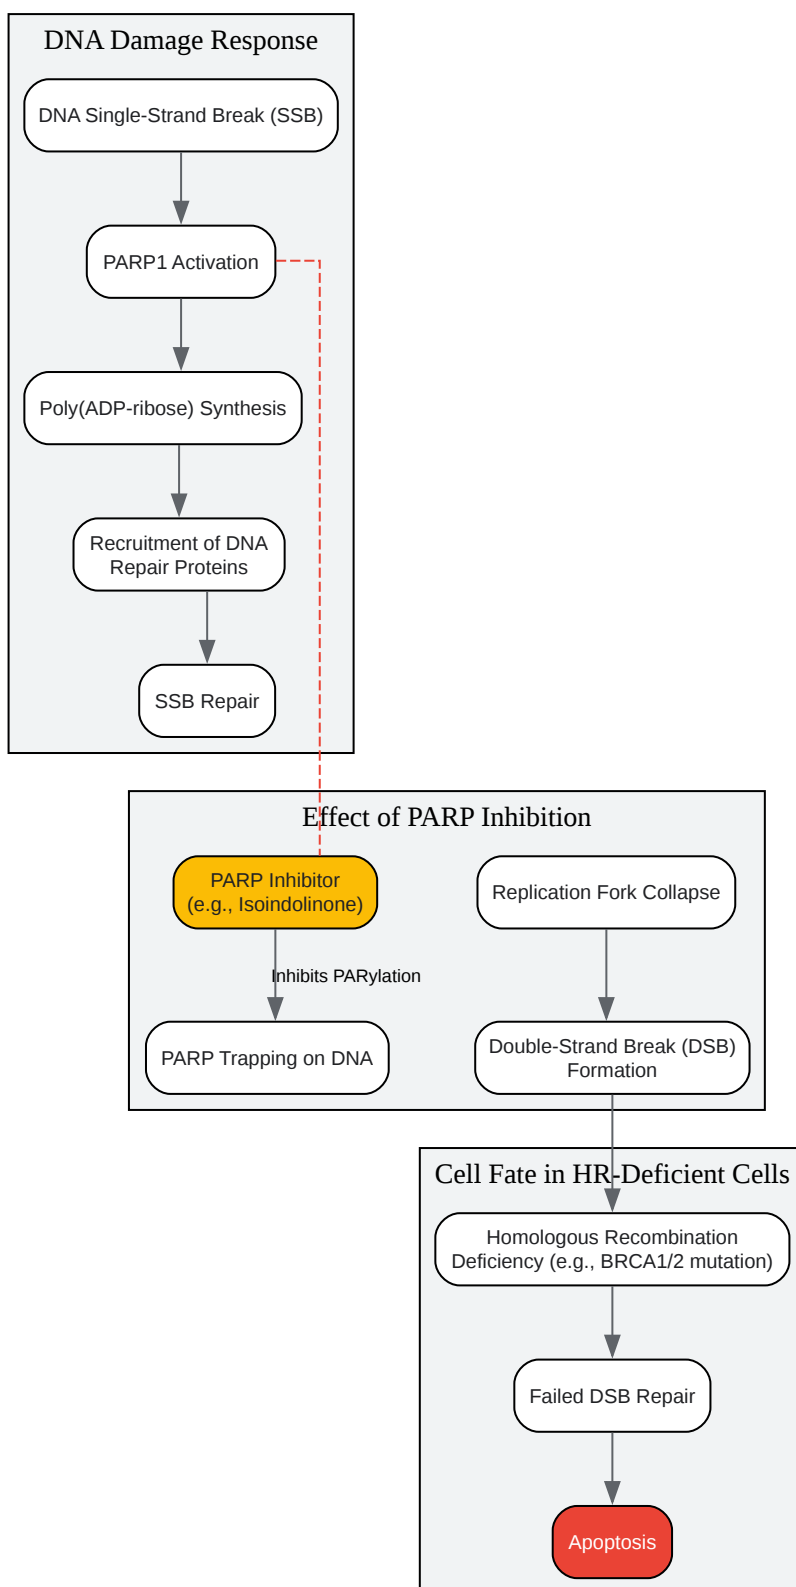 DNA Damage Response
DNA Single-Strand Break (SSB)
PARP1 Activation
Poly(ADP-ribose) Synthesis
Recruitment of DNA
Repair Proteins
SSB Repair
Effect of PARP Inhibition
PARP Inhibitor
(e.g., Isoindolinone)
Inhibits PARylation
PARP Trapping on DNA
Replication Fork Collapse
Double-Strand Break (DSB)
Formation
Cell Fate in HR-Deficient Cells
Homologous Recombination
Deficiency (e.g., BRCA1/2 mutation)
Failed DSB Repair
Apoptosis